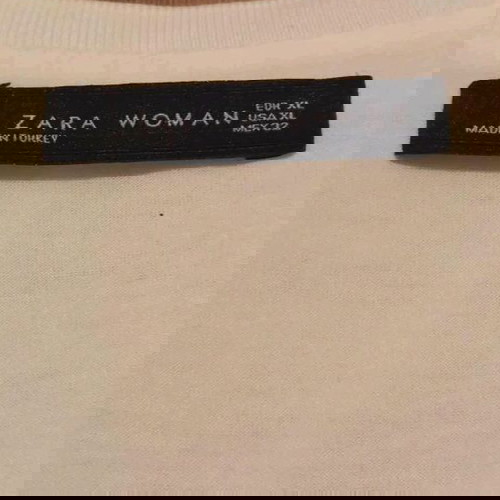 ZARA WOMAN
MADE IN TURKEY
EUR XL
USA XL
MEX 32